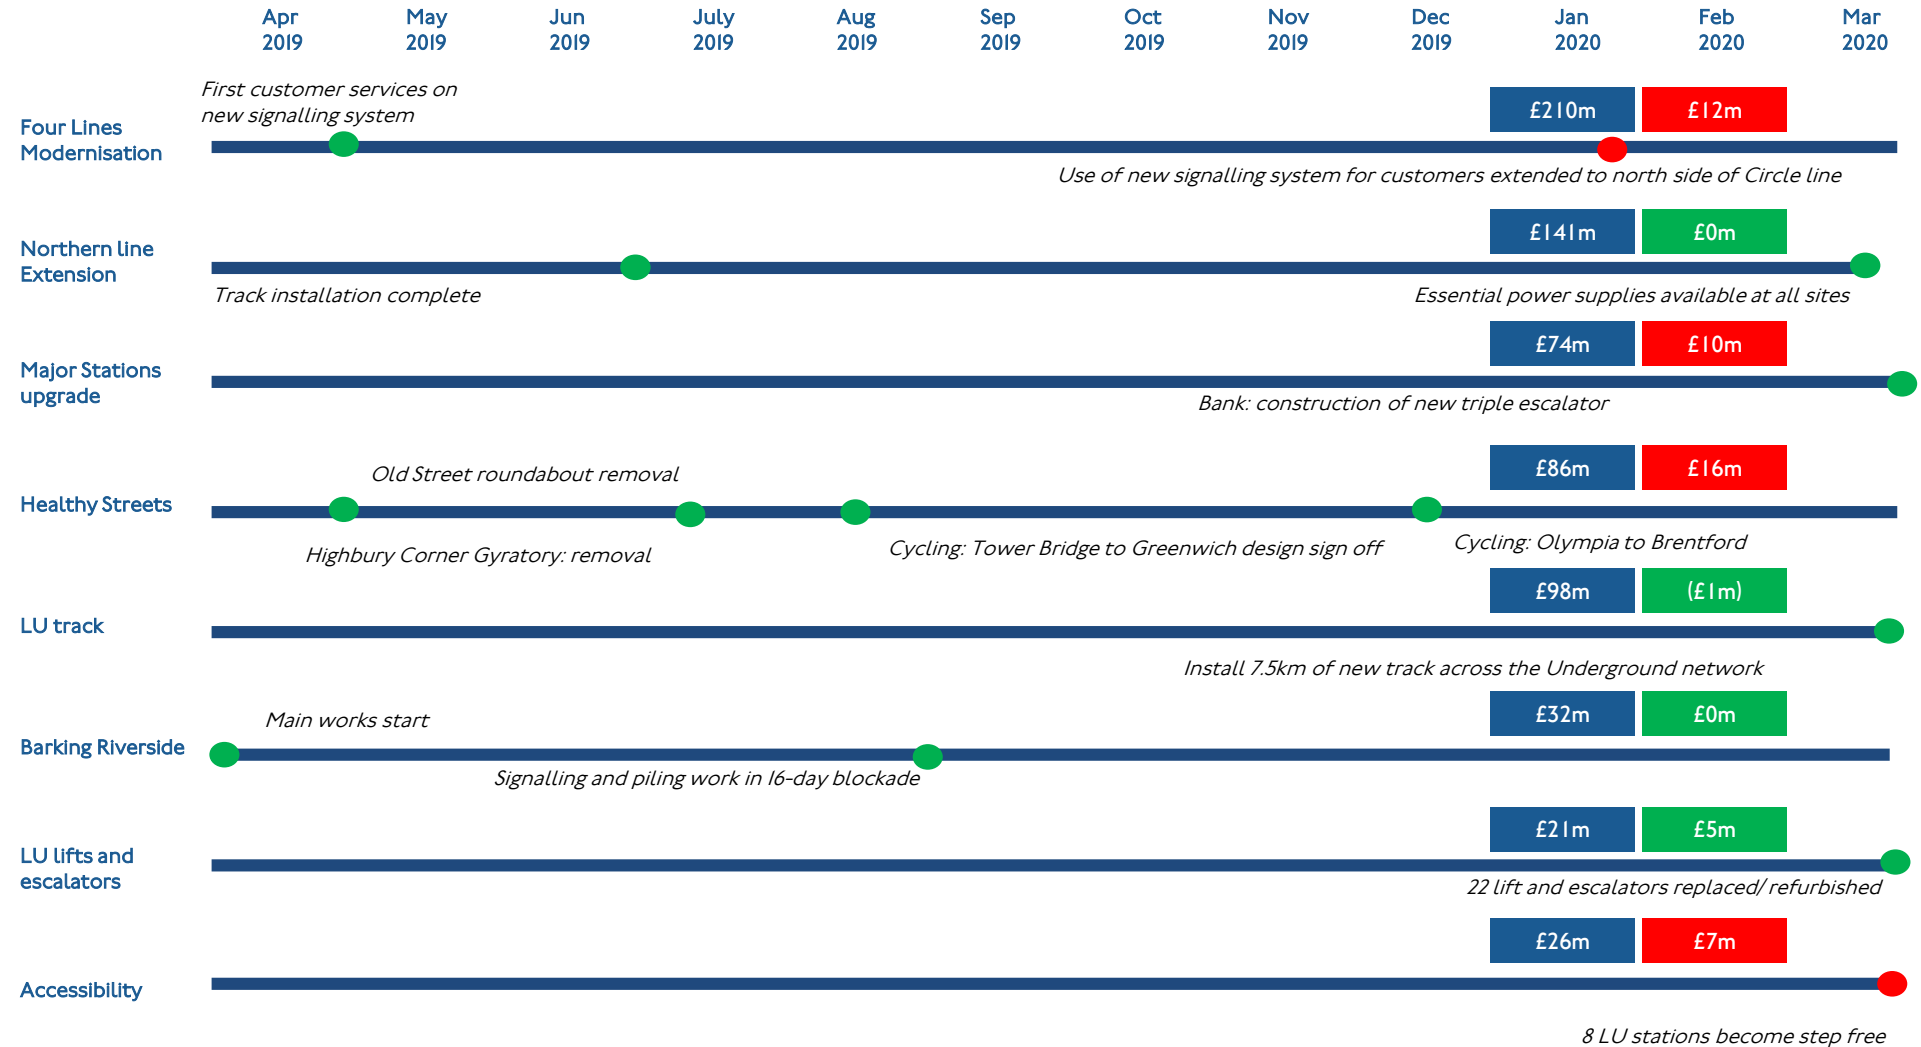 Apr May Jun July Aug Sep Oct Nov Dec Jan Feb Mar
2019 2019 2019 2019 2019 2019 2019 2019 2019 2020 2020 2020
First customer services on
new signalling system
£210m £12m
Four Lines
Modernisation
Use of new signalling system for customers extended to north side of Circle line
£141m £0m
Northern line
Extension
Track installation complete
Essential power supplies available at all sites
£74m £10m
Major Stations
upgrade
Bank: construction of new triple escalator
£86m £16m
Old Street roundabout removal
Healthy Streets
Highbury Corner Gyratory: removal
Cycling: Tower Bridge to Greenwich design sign off
Cycling: Olympia to Brentford
£98m (£1m)
LU track
Install 7.5km of new track across the Underground network
£32m £0m
Main works start
Barking Riverside
Signalling and piling work in 16-day blockade
£21m £5m
LU lifts and
escalators
22 lift and escalators replaced/ refurbished
£26m £7m
Accessibility
8 LU stations become step free